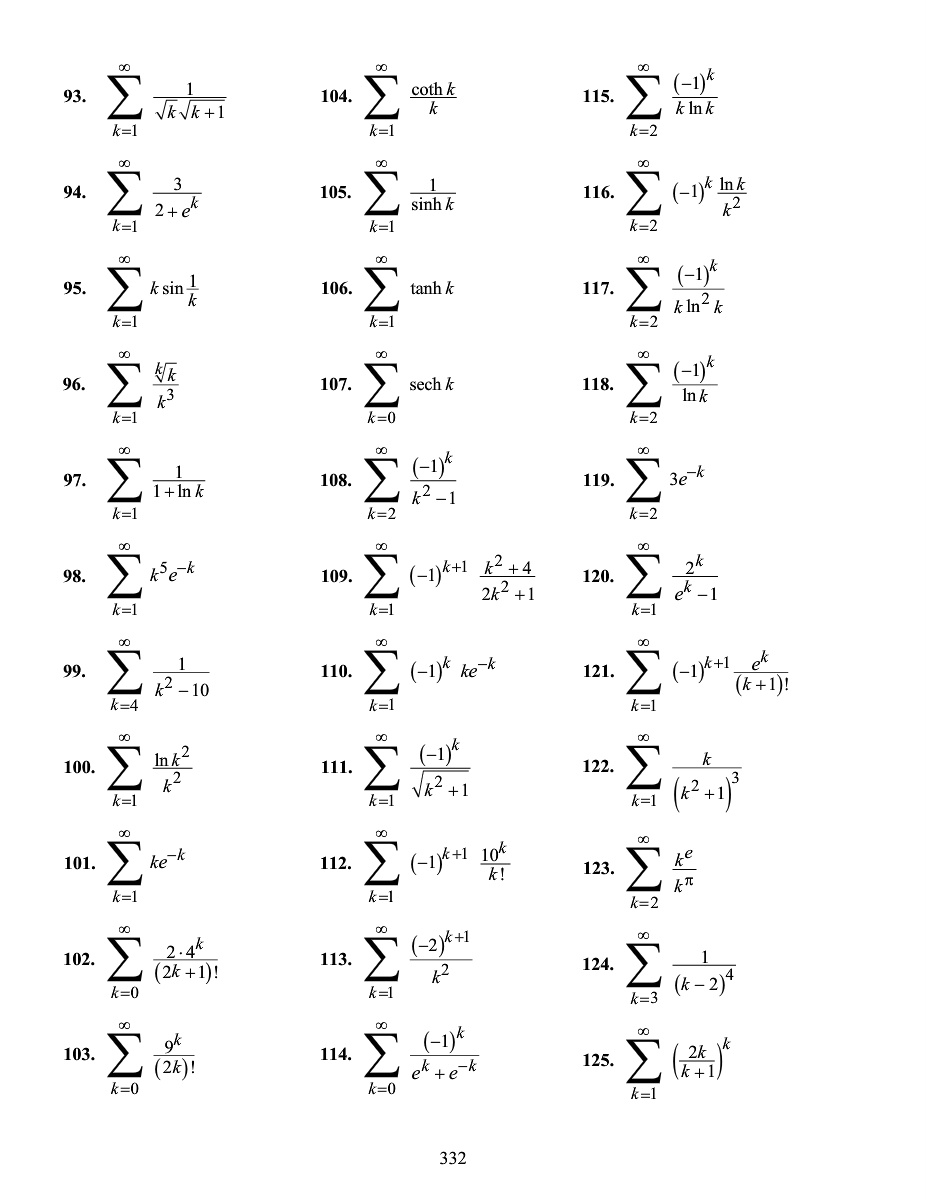 93. $\sum_{k=1}^{\infty} \frac{1}{\sqrt{k}\sqrt{k+1}}$
94. $\sum_{k=1}^{\infty} \frac{3}{2+e^k}$
95. $\sum_{k=1}^{\infty} k \sin \frac{1}{k}$
96. $\sum_{k=1}^{\infty} \frac{\sqrt[k]{k}}{k^3}$
97. $\sum_{k=1}^{\infty} \frac{1}{1+\ln k}$
98. $\sum_{k=1}^{\infty} k^5 e^{-k}$
99. $\sum_{k=4}^{\infty} \frac{1}{k^2-10}$
100. $\sum_{k=1}^{\infty} \frac{\ln k^2}{k^2}$
101. $\sum_{k=1}^{\infty} k e^{-k}$
102. $\sum_{k=0}^{\infty} \frac{2 \cdot 4^k}{(2k+1)!}$
103. $\sum_{k=0}^{\infty} \frac{9^k}{(2k)!}$
104. $\sum_{k=1}^{\infty} \frac{\coth k}{k}$
105. $\sum_{k=1}^{\infty} \frac{1}{\sinh k}$
106. $\sum_{k=1}^{\infty} \tanh k$
107. $\sum_{k=0}^{\infty} \operatorname{sech} k$
108. $\sum_{k=2}^{\infty} \frac{(-1)^k}{k^2-1}$
109. $\sum_{k=1}^{\infty} (-1)^{k+1} \frac{k^2+4}{2k^2+1}$
110. $\sum_{k=1}^{\infty} (-1)^k k e^{-k}$
111. $\sum_{k=1}^{\infty} \frac{(-1)^k}{\sqrt{k^2+1}}$
112. $\sum_{k=1}^{\infty} (-1)^{k+1} \frac{10^k}{k!}$
113. $\sum_{k=1}^{\infty} \frac{(-2)^{k+1}}{k^2}$
114. $\sum_{k=0}^{\infty} \frac{(-1)^k}{e^k+e^{-k}}$
115. $\sum_{k=2}^{\infty} \frac{(-1)^k}{k \ln k}$
116. $\sum_{k=2}^{\infty} (-1)^k \frac{\ln k}{k^2}$
117. $\sum_{k=2}^{\infty} \frac{(-1)^k}{k \ln^2 k}$
118. $\sum_{k=2}^{\infty} \frac{(-1)^k}{\ln k}$
119. $\sum_{k=2}^{\infty} 3e^{-k}$
120. $\sum_{k=1}^{\infty} \frac{2^k}{e^k-1}$
121. $\sum_{k=1}^{\infty} (-1)^{k+1} \frac{e^k}{(k+1)!}$
122. $\sum_{k=1}^{\infty} \frac{k}{(k^2+1)^3}$
123. $\sum_{k=2}^{\infty} \frac{k^e}{k^\pi}$
124. $\sum_{k=3}^{\infty} \frac{1}{(k-2)^4}$
125. $\sum_{k=1}^{\infty} \left(\frac{2k}{k+1}\right)^k$
332